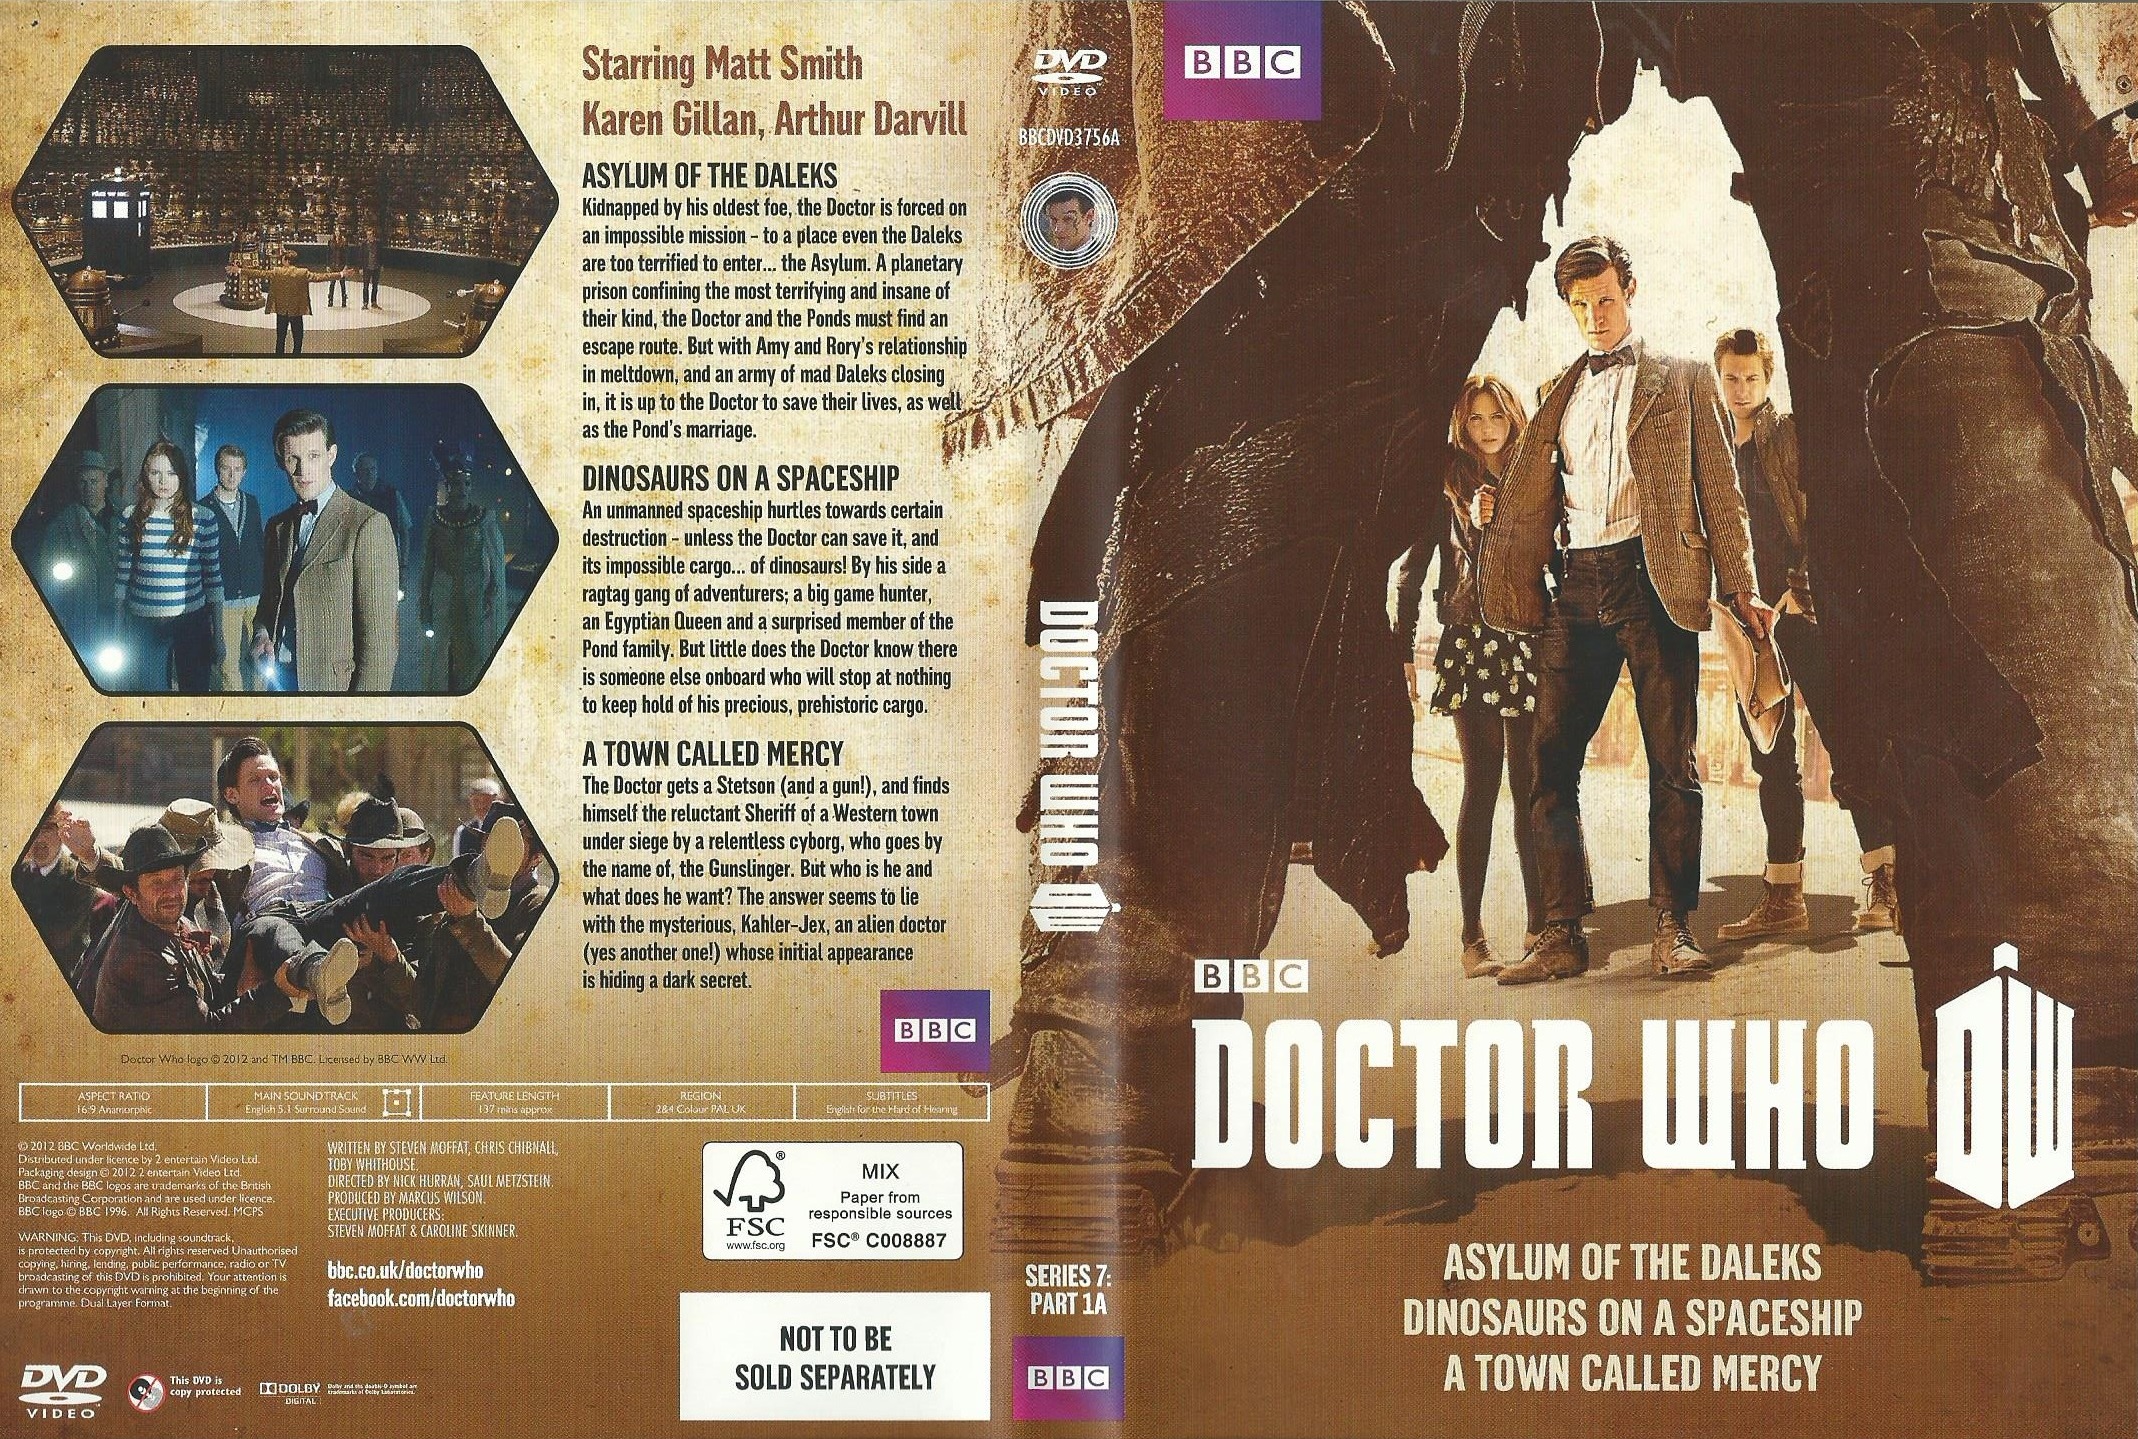 Starring Matt Smith
Karen Gillan, Arthur Darvill
ASYLUM OF THE DALEKS
Kidnapped by his oldest foe, the Doctor is forced on
an impossible mission - to a place even the Daleks
are too terrified to enter... the Asylum. A planetary
prison confining the most terrifying and insane of
their kind, the Doctor and the Ponds must find an
escape route. But with Amy and Rory's relationship
in meltdown, and an army of mad Daleks closing
in, it is up to the Doctor to save their lives, as well
as the Pond's marriage.
DINOSAURS ON A SPACESHIP
An unmanned spaceship hurtles towards certain
destruction - unless the Doctor can save it, and
its impossible cargo... of dinosaurs! By his side a
ragtag gang of adventurers; a big game hunter,
an Egyptian Queen and a surprised member of the
Pond family. But little does the Doctor know there
is someone else onboard who will stop at nothing
to keep hold of his precious, prehistoric cargo.
A TOWN CALLED MERCY
The Doctor gets a Stetson (and a gun!), and finds
himself the reluctant Sheriff of a Western town
under siege by a relentless cyborg, who goes by
the name of, the Gunslinger. But who is he and
what does he want? The answer seems to lie
with the mysterious, Kahler-Jex, an alien doctor
(yes another one!) whose initial appearance
is hiding a dark secret.
BBC
Doctor Who logo © 2012 and TM BBC. Licensed by BBC WW Ltd.
ASPECT RATIO
16:9 Anamorphic
MAIN SOUNDTRACK
English 5.1 Surround Sound
FEATURE LENGTH
137 mins approx
REGION
2&4 Colour PAL UK
SUBTITLES
English for the Hard of Hearing
© 2012 BBC Worldwide Ltd.
Distributed under licence by 2 entertain Video Ltd.
Packaging design © 2012 2 entertain Video Ltd.
BBC and the BBC logos are trademarks of the British
Broadcasting Corporation and are used under licence.
BBC logo © BBC 1996. All Rights Reserved. MCPS
WARNING: This DVD, including soundtrack,
is protected by copyright. All rights reserved Unauthorised
copying, hiring, lending, public performance, radio or TV
broadcasting of this DVD is prohibited. Your attention is
drawn to the copyright warning at the beginning of the
programme. Dual Layer Format.
WRITTEN BY STEVEN MOFFAT, CHRIS CHIBNALL,
TOBY WHITHOUSE.
DIRECTED BY NICK HURRAN, SAUL METZSTEIN.
PRODUCED BY MARCUS WILSON.
EXECUTIVE PRODUCERS:
STEVEN MOFFAT & CAROLINE SKINNER.
bbc.co.uk/doctorwho
facebook.com/doctorwho
FSC ®
www.fsc.org
MIX
Paper from
responsible sources
FSC® C008887
NOT TO BE
SOLD SEPARATELY
DVD
VIDEO
This DVD is
copy protected
DOLBY
DIGITAL
Dolby and the double-D symbol are
trademarks of Dolby Laboratories.
DVD
VIDEO
BBCDVD3756A
DOCTOR WHO
DW
SERIES 7:
PART 1A
BBC
BBC
BBC
DOCTOR WHO
DW
ASYLUM OF THE DALEKS
DINOSAURS ON A SPACESHIP
A TOWN CALLED MERCY